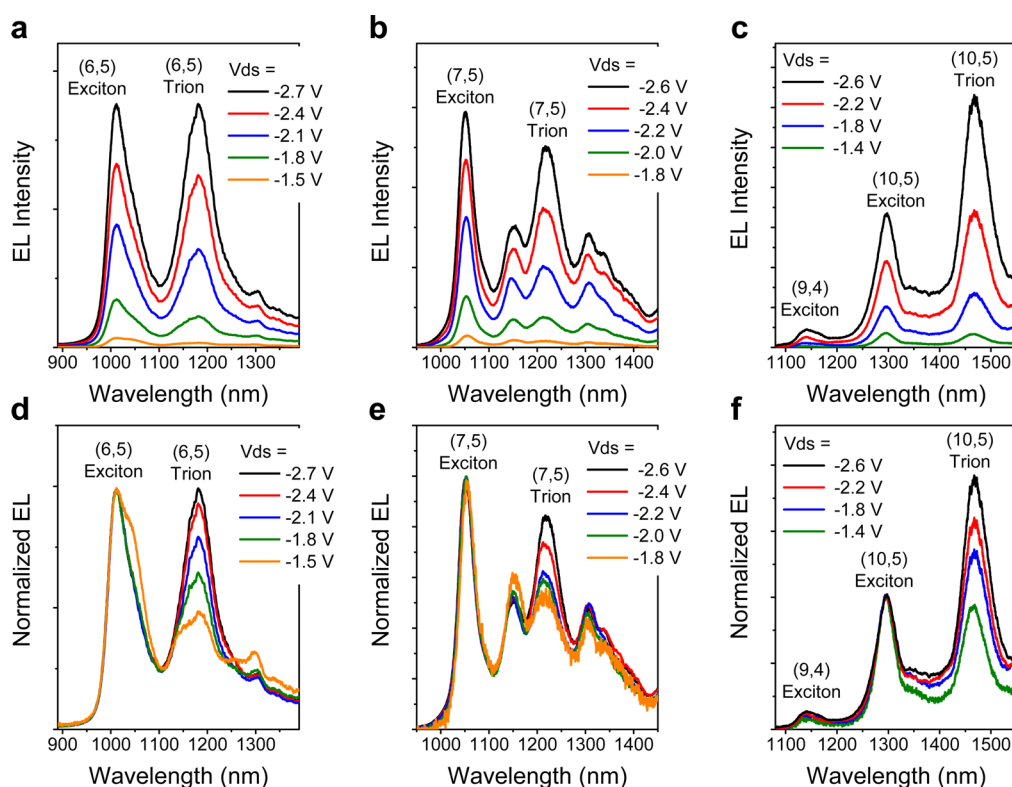 a
(6,5)
Exciton
(6,5)
Trion
Vds =
-2.7 V
-2.4 V
-2.1 V
-1.8 V
-1.5 V
EL Intensity
900 1000 1100 1200 1300
Wavelength (nm)
b
(7,5)
Exciton
(7,5)
Trion
Vds =
-2.6 V
-2.4 V
-2.2 V
-2.0 V
-1.8 V
EL Intensity
1000 1100 1200 1300 1400
Wavelength (nm)
c
Vds =
-2.6 V
-2.2 V
-1.8 V
-1.4 V
(10,5)
Trion
(10,5)
Exciton
(9,4)
Exciton
EL Intensity
1100 1200 1300 1400 1500
Wavelength (nm)
d
(6,5)
Exciton
(6,5)
Trion
Vds =
-2.7 V
-2.4 V
-2.1 V
-1.8 V
-1.5 V
Normalized EL
900 1000 1100 1200 1300
Wavelength (nm)
e
(7,5)
Exciton
(7,5)
Trion
Vds =
-2.6 V
-2.4 V
-2.2 V
-2.0 V
-1.8 V
Normalized EL
1000 1100 1200 1300 1400
Wavelength (nm)
f
Vds =
-2.6 V
-2.2 V
-1.8 V
-1.4 V
(10,5)
Trion
(10,5)
Exciton
(9,4)
Exciton
Normalized EL
1100 1200 1300 1400 1500
Wavelength (nm)